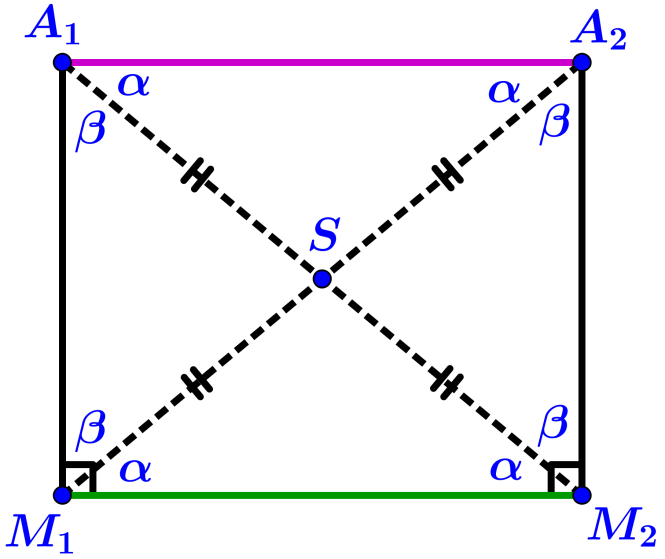 A₁ A₂
α α
β β
S
β β
α α
M₁ M₂